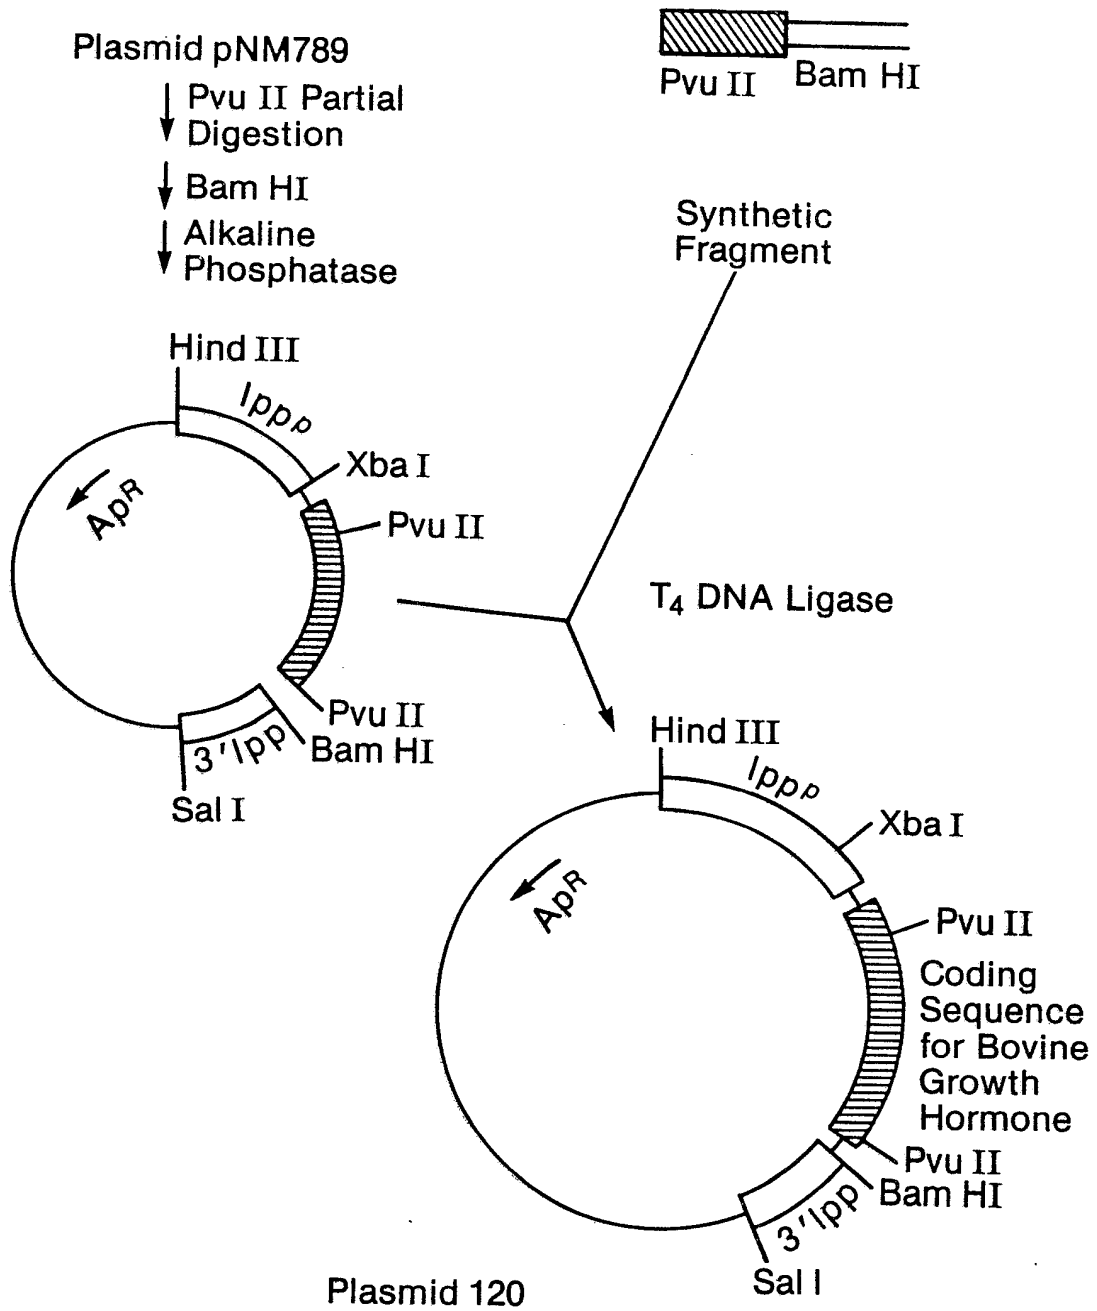 Plasmid pNM789
Pvu II Partial
Digestion
Bam HI
Alkaline
Phosphatase
Pvu II
Bam HI
Synthetic
Fragment
Hind III
lpp p
Xba I
Pvu II
ApR
Pvu II
Bam HI
3'lpp
Sal I
T4 DNA Ligase
Hind III
lpp p
Xba I
Pvu II
ApR
Coding
Sequence
for Bovine
Growth
Hormone
Pvu II
Bam HI
3'lpp
Sal I
Plasmid 120